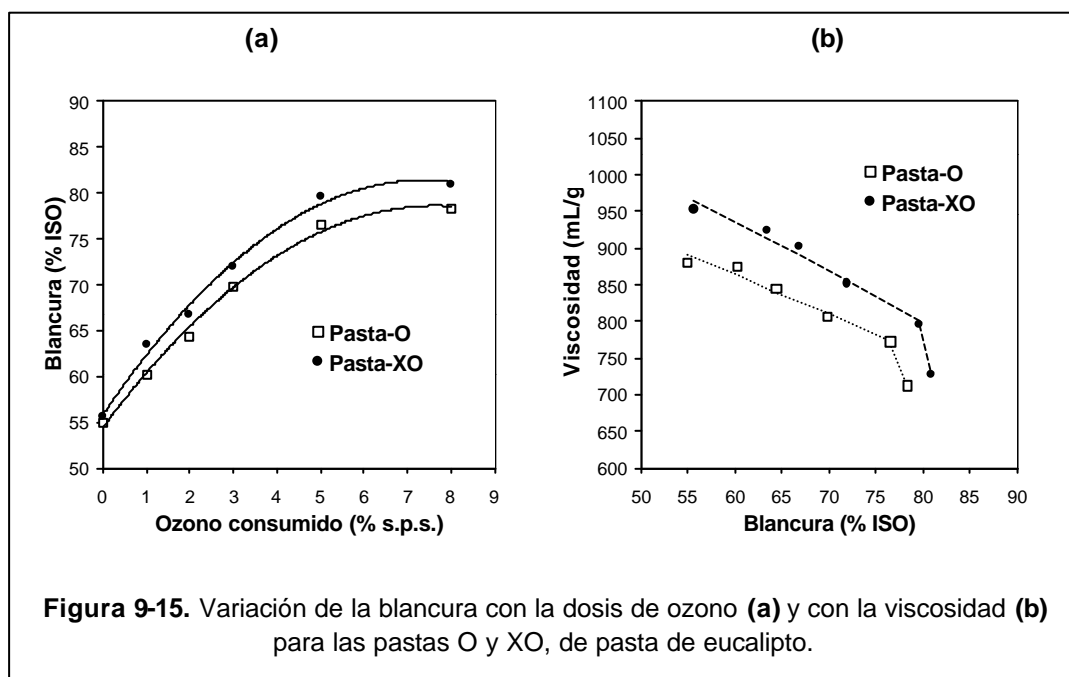 (a)
Blancura (% ISO)
90
85
80
75
70
65
60
55
50
Pasta-O
Pasta-XO
0 1 2 3 4 5 6 7 8 9
Ozono consumido (% s.p.s.)
(b)
Viscosidad (mL/g)
1100
1050
1000
950
900
850
800
750
700
650
600
Pasta-O
Pasta-XO
50 55 60 65 70 75 80 85 90
Blancura (% ISO)
Figura 9-15. Variación de la blancura con la dosis de ozono (a) y con la viscosidad (b)
para las pastas O y XO, de pasta de eucalipto.